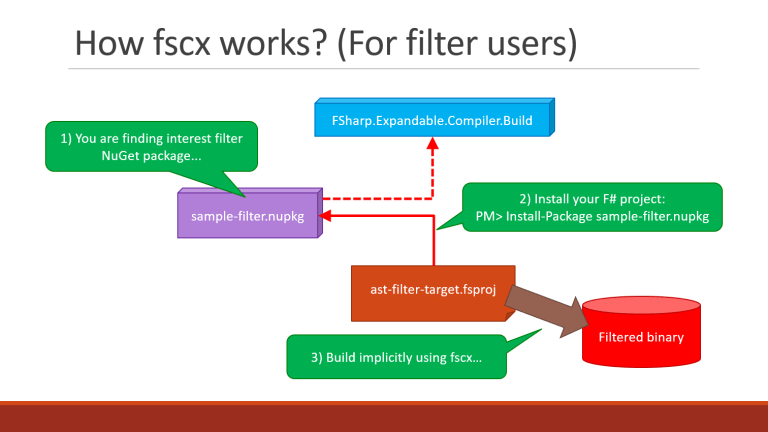 How fscx works? (For filter users)
FSharp.Expandable.Compiler.Build
1) You are finding interest filter
NuGet package...
sample-filter.nupkg
2) Install your F# project:
PM> Install-Package sample-filter.nupkg
ast-filter-target.fsproj
Filtered binary
3) Build implicitly using fscx...